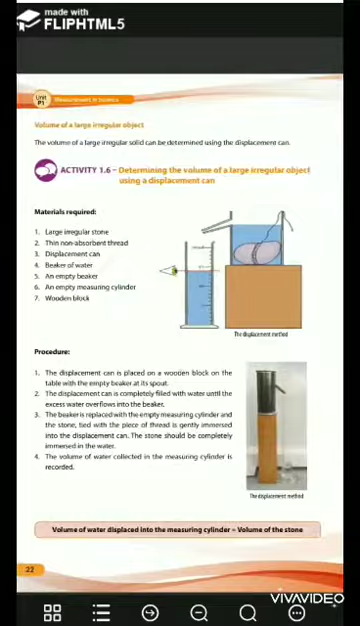 made with
FLIPHTML5
Unit
P1
Measurement in Science
Volume of a large irregular object
The volume of a large irregular solid can be determined using the displacement can.
ACTIVITY 1.6 – Determining the volume of a large irregular object
using a displacement can
Materials required:
1. Large irregular stone
2. Thin non-absorbent thread
3. Displacement can
4. Beaker of water
5. An empty beaker
6. An empty measuring cylinder
7. Wooden block
The displacement method
Procedure:
1. The displacement can is placed on a wooden block on the
table with the empty beaker at its spout.
2. The displacement can is completely filled with water until the
excess water overflows into the beaker.
3. The beaker is replaced with the empty measuring cylinder and
the stone, tied with the piece of thread is gently immersed
into the displacement can. The stone should be completely
immersed in the water.
4. The volume of water collected in the measuring cylinder is
recorded.
The displacement method
Volume of water displaced into the measuring cylinder = Volume of the stone
22
VIVAVIDEO